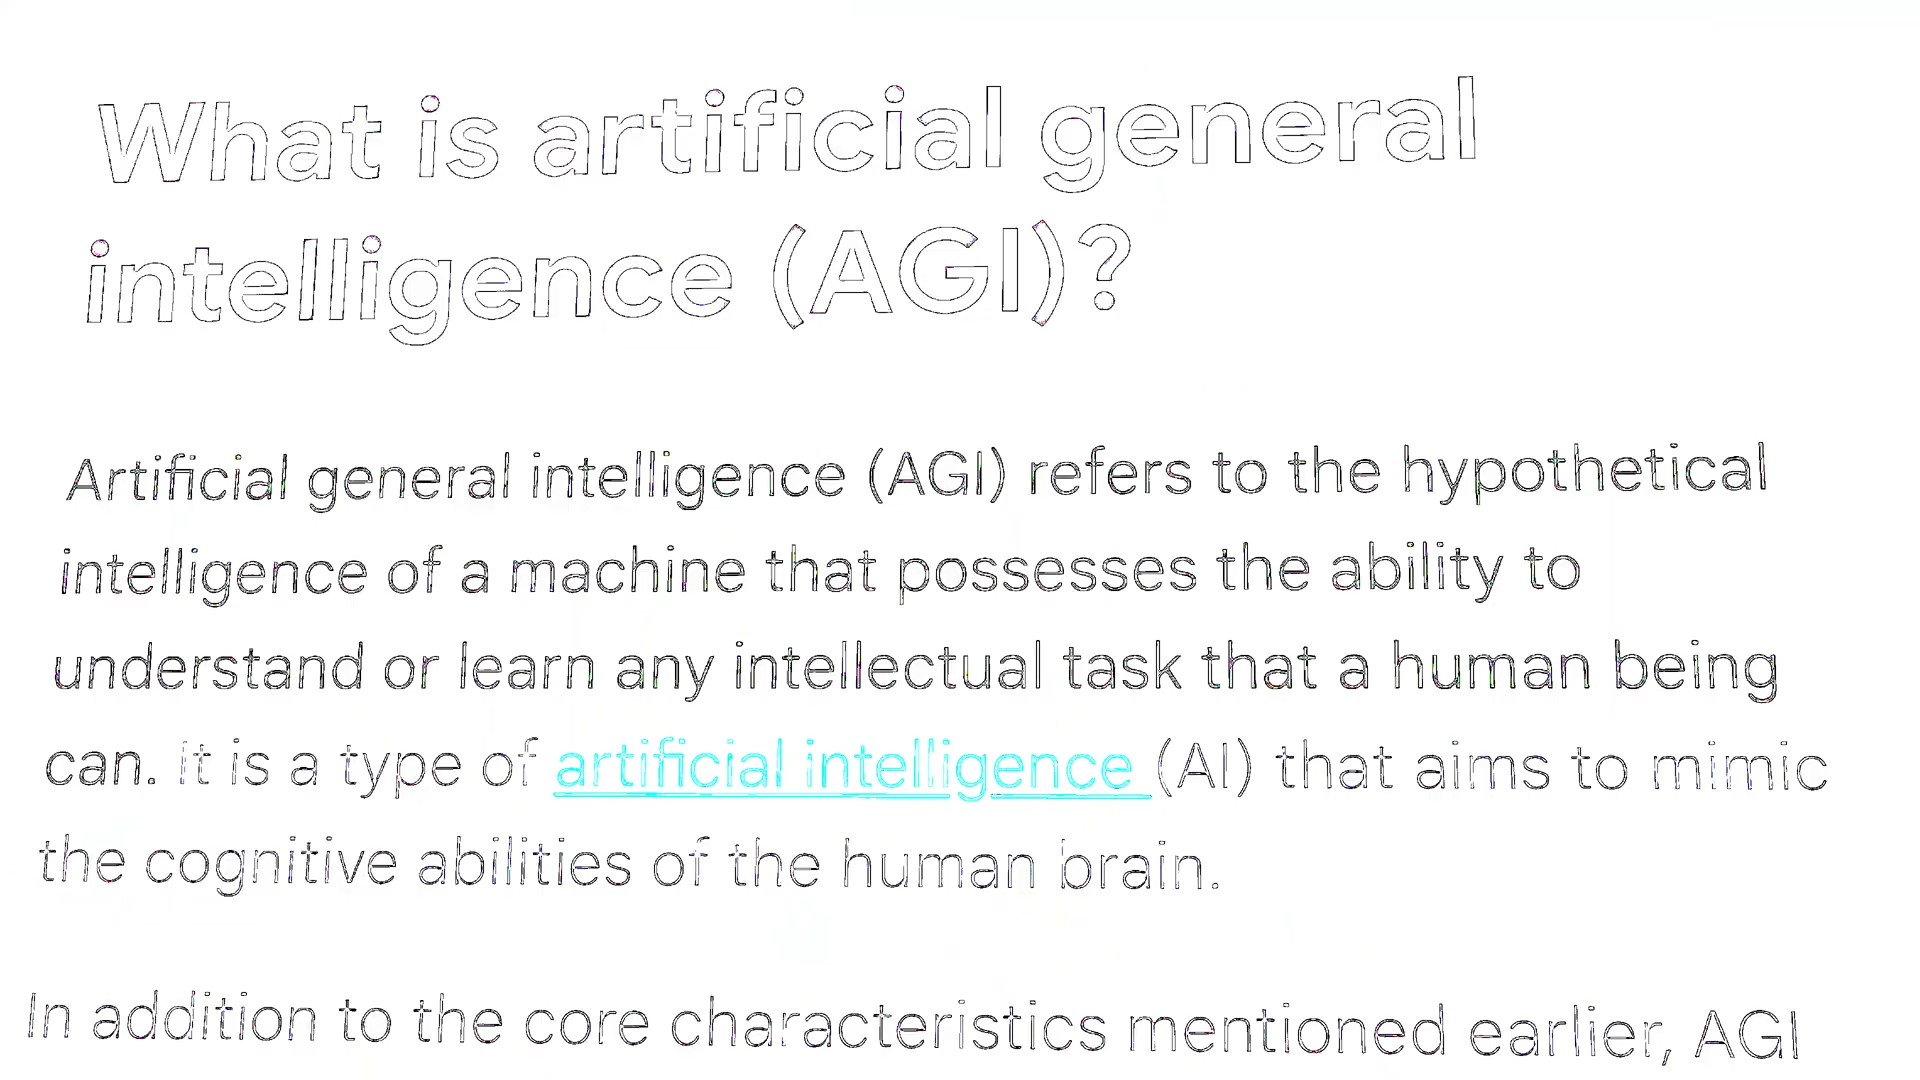 What is artificial general
intelligence (AGI)?
Artificial general intelligence (AGI) refers to the hypothetical
intelligence of a machine that possesses the ability to
understand or learn any intellectual task that a human being
can. It is a type of artificial intelligence (AI) that aims to mimic
the cognitive abilities of the human brain.
In addition to the core characteristics mentioned earlier, AGI